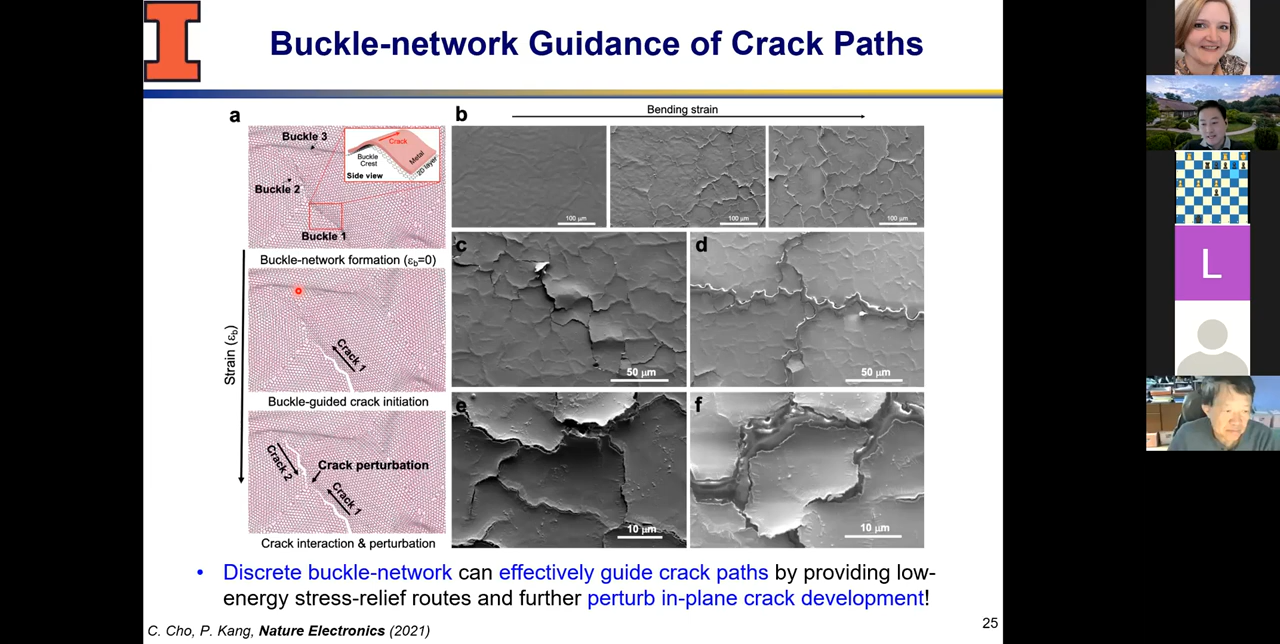 I
Buckle-network Guidance of Crack Paths
a
Buckle 3
Crack
Buckle
Crest
Metal
2D layer
Side view
Buckle 2
Buckle 1
Buckle-network formation (εb=0)
Strain (εb)
Crack 1
Buckle-guided crack initiation
Crack 2
Crack perturbation
Crack 1
Crack interaction & perturbation
b
Bending strain
100 μm
100 μm
100 μm
c
50 μm
d
50 μm
e
10 μm
f
10 μm
• Discrete buckle-network can effectively guide crack paths by providing low-
energy stress-relief routes and further perturb in-plane crack development!
C. Cho, P. Kang, Nature Electronics (2021)
25
L